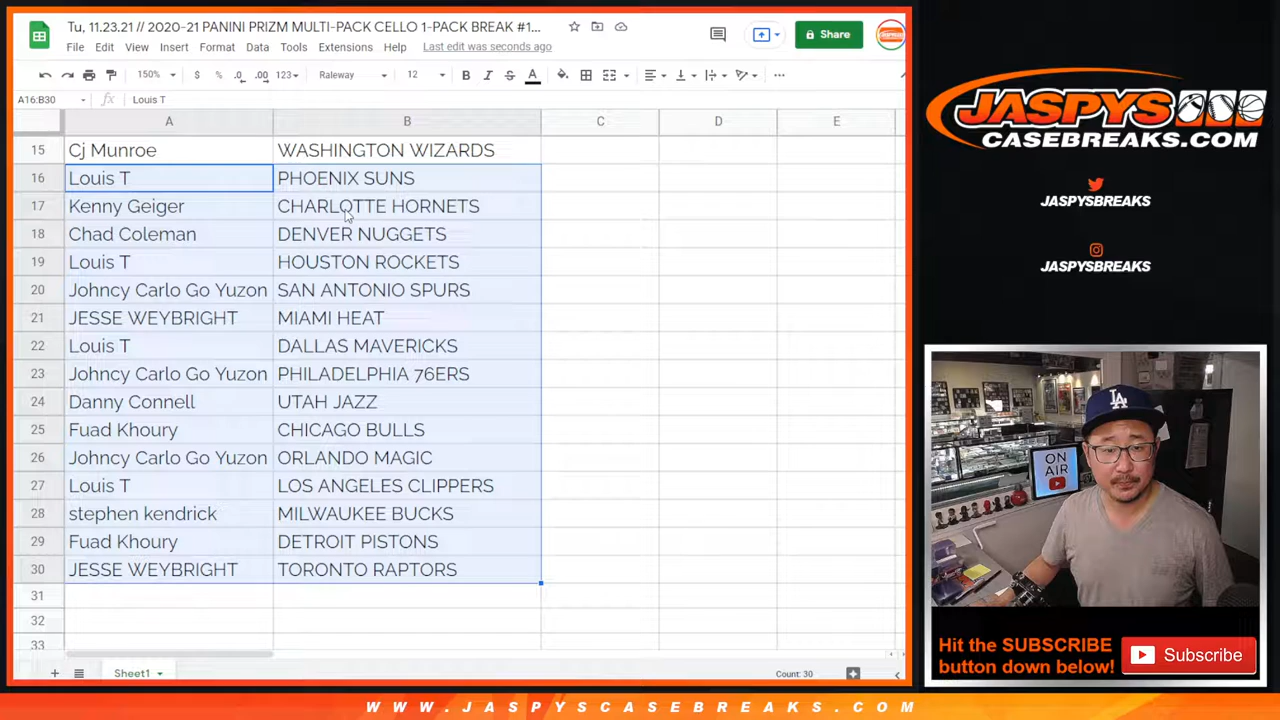 Tu, 11.23.21 // 2020-21 PANINI PRIZM MULTI-PACK CELLO 1-PACK BREAK #1...
File Edit View Insert Format Data Tools Extensions Help Last edit was seconds ago
Share
150% $ % .0 .00 123 Raleway 12 B I S A
A16:B30 fx Louis T
A B C D E
15 Cj Munroe WASHINGTON WIZARDS
16 Louis T PHOENIX SUNS
17 Kenny Geiger CHARLOTTE HORNETS
18 Chad Coleman DENVER NUGGETS
19 Louis T HOUSTON ROCKETS
20 Johncy Carlo Go Yuzon SAN ANTONIO SPURS
21 JESSE WEYBRIGHT MIAMI HEAT
22 Louis T DALLAS MAVERICKS
23 Johncy Carlo Go Yuzon PHILADELPHIA 76ERS
24 Danny Connell UTAH JAZZ
25 Fuad Khoury CHICAGO BULLS
26 Johncy Carlo Go Yuzon ORLANDO MAGIC
27 Louis T LOS ANGELES CLIPPERS
28 stephen kendrick MILWAUKEE BUCKS
29 Fuad Khoury DETROIT PISTONS
30 JESSE WEYBRIGHT TORONTO RAPTORS
31
32
33
Sheet1
Count: 30
JASPYS
CASEBREAKS.COM
JASPYSBREAKS
JASPYSBREAKS
LA
ON
AIR
Hit the SUBSCRIBE
button down below!
Subscribe
WWW.JASPYSCASEBREAKS.COM